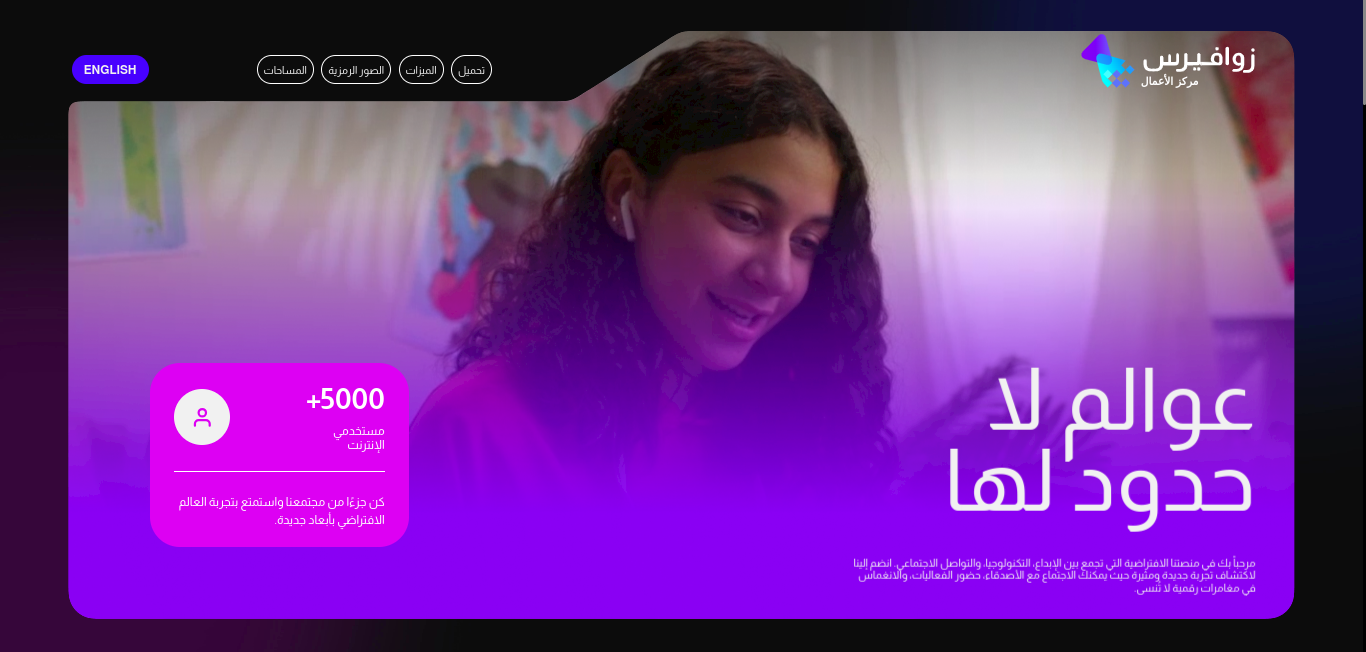 زوافيرس
مركز الأعمال
تحميل
الميزات
الصور الرمزية
المساحات
ENGLISH
عوالم لا
حدود لها
مرحباً بك في منصتنا الافتراضية التي تجمع بين الإبداع، التكنولوجيا، والتواصل الاجتماعي. انضم إلينا
لاكتشاف تجربة جديدة ومثيرة حيث يمكنك الاجتماع مع الأصدقاء، حضور الفعاليات، والانغماس
في مغامرات رقمية لا تُنسى.
+5000
مستخدمي
الإنترنت
كن جزءًا من مجتمعنا واستمتع بتجربة العالم
الافتراضي بأبعاد جديدة.